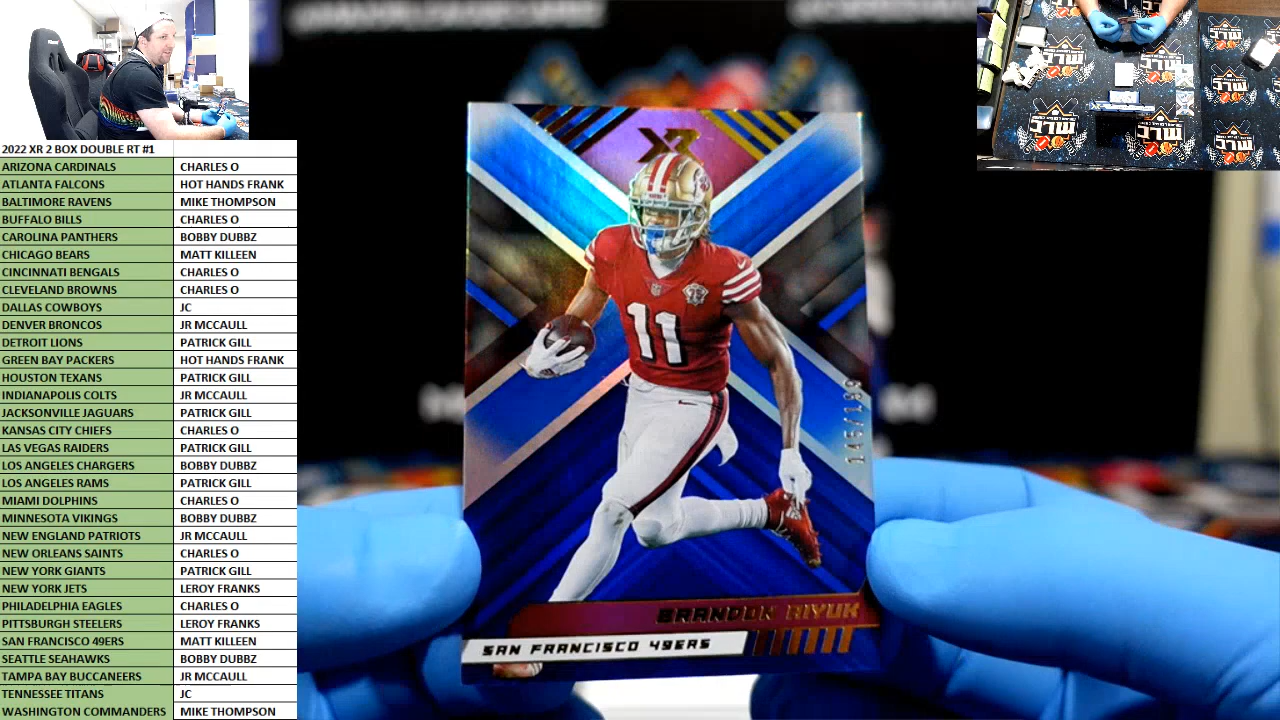 2022 XR 2 BOX DOUBLE RT #1
ARIZONA CARDINALS CHARLES O
ATLANTA FALCONS HOT HANDS FRANK
BALTIMORE RAVENS MIKE THOMPSON
BUFFALO BILLS CHARLES O
CAROLINA PANTHERS BOBBY DUBBZ
CHICAGO BEARS MATT KILLEEN
CINCINNATI BENGALS CHARLES O
CLEVELAND BROWNS CHARLES O
DALLAS COWBOYS JC
DENVER BRONCOS JR MCCAULL
DETROIT LIONS PATRICK GILL
GREEN BAY PACKERS HOT HANDS FRANK
HOUSTON TEXANS PATRICK GILL
INDIANAPOLIS COLTS JR MCCAULL
JACKSONVILLE JAGUARS PATRICK GILL
KANSAS CITY CHIEFS CHARLES O
LAS VEGAS RAIDERS PATRICK GILL
LOS ANGELES CHARGERS BOBBY DUBBZ
LOS ANGELES RAMS PATRICK GILL
MIAMI DOLPHINS CHARLES O
MINNESOTA VIKINGS BOBBY DUBBZ
NEW ENGLAND PATRIOTS JR MCCAULL
NEW ORLEANS SAINTS CHARLES O
NEW YORK GIANTS PATRICK GILL
NEW YORK JETS LEROY FRANKS
PHILADELPHIA EAGLES CHARLES O
PITTSBURGH STEELERS LEROY FRANKS
SAN FRANCISCO 49ERS MATT KILLEEN
SEATTLE SEAHAWKS BOBBY DUBBZ
TAMPA BAY BUCCANEERS JR MCCAULL
TENNESSEE TITANS JC
WASHINGTON COMMANDERS MIKE THOMPSON
XR
11
145/199
BRANDON AIYUK
SAN FRANCISCO 49ERS